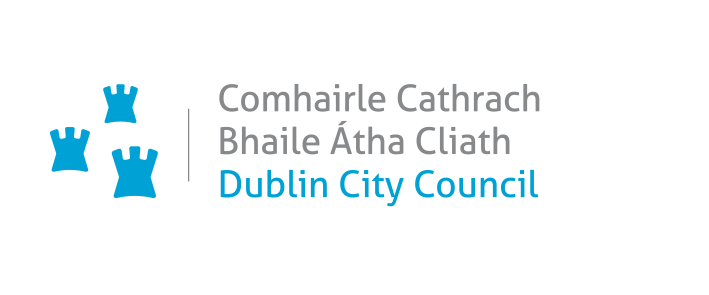 Comhairle Cathrach
Bhaile Átha Cliath
Dublin City Council